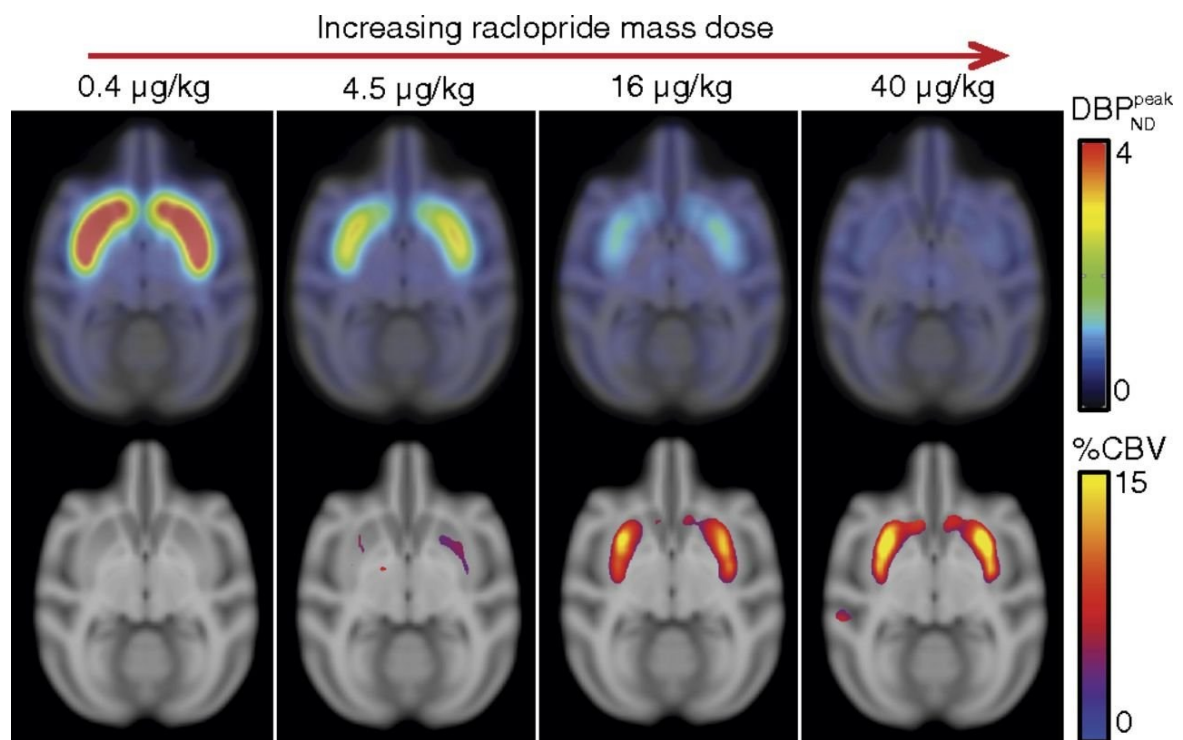 Increasing raclopride mass dose
0.4 µg/kg 4.5 µg/kg 16 µg/kg 40 µg/kg
DBP peak ND
4
0
%CBV
15
0